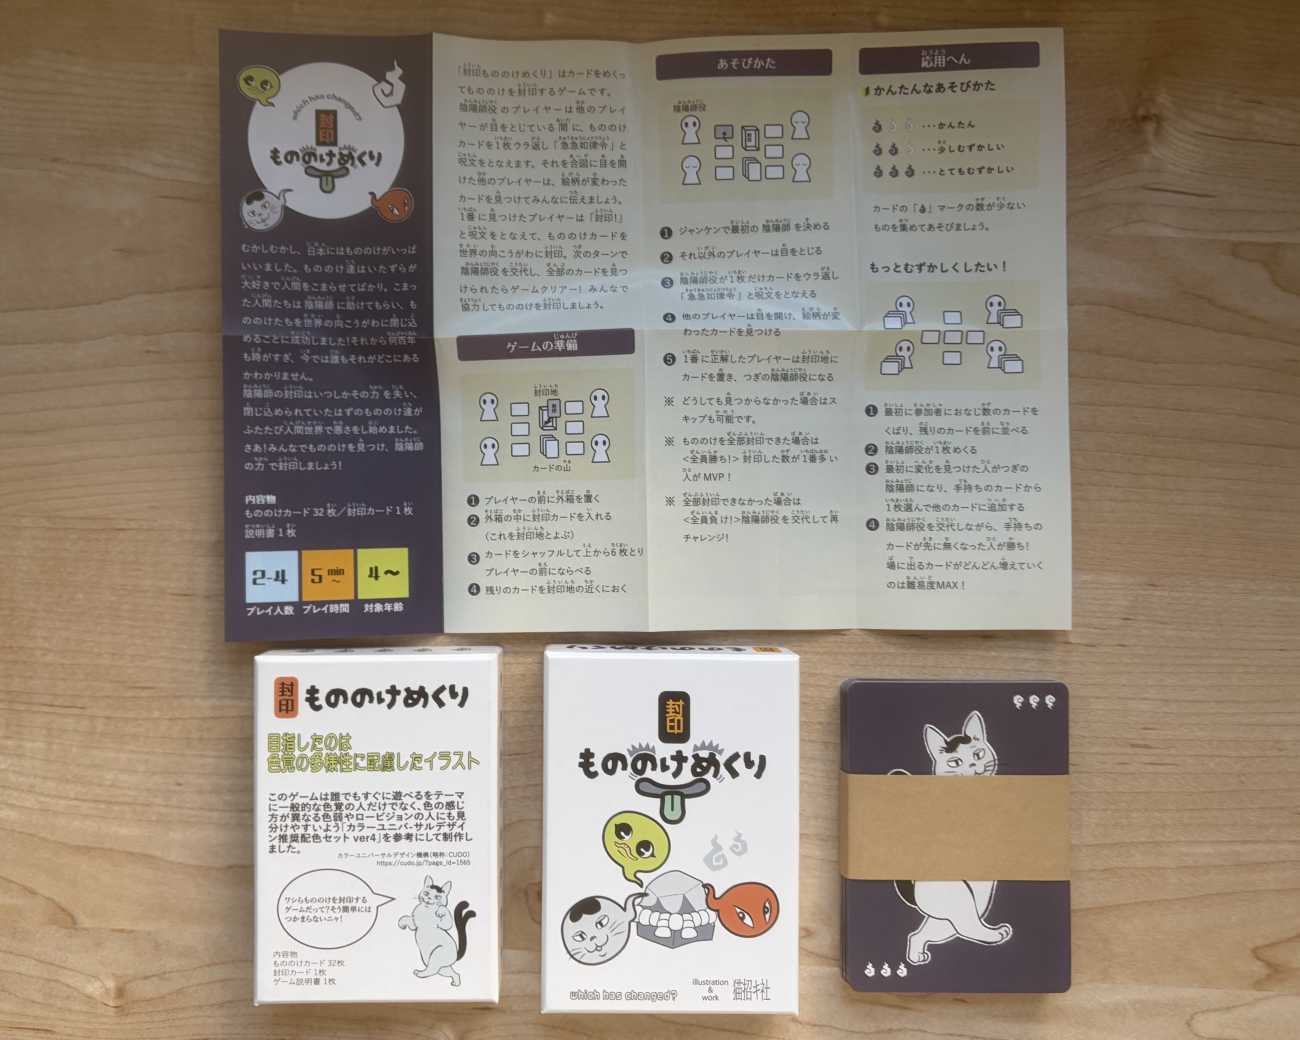 which has changed?
封印
もののけめくり
むかしむかし、日本にはもののけがいっぱ
いいました。もののけ達はいたずらが
大好きで人間をこまらせてばかり。こまっ
た人間たちは陰陽師に助けてもらい、も
ののけたちを世界の向こうがわに閉じ込
めることに成功しました!それから何百年
も時がすぎ、今では誰もそれがどこにある
かわかりません。
陰陽師の封印はいつしかその力を失い、
閉じ込められていたはずのもののけ達が
ふたたび人間世界で悪さをし始めました。
さあ!みんなでもののけを見つけ、陰陽師
の力で封印しましょう!
内容物
もののけカード 32 枚／封印カード 1 枚
説明書 1 枚
2-4
プレイ人数
5 min～
プレイ時間
4～
対象年齢
「封印もののけめくり」はカードをめくっ
てもののけを封印するゲームです。
陰陽師役のプレイヤーは他のプレイ
ヤーが目をとじている間に、もののけ
カードを1枚ウラ返し「急急如律令」と
呪文をとなえます。それを合図に目を開
けた他のプレイヤーは、絵柄が変わった
カードを見つけてみんなに伝えましょう。
1番に見つけたプレイヤーは「封印!」
と呪文をとなえて、もののけカードを
世界の向こうがわに封印。次のターンで
陰陽師役を交代し、全部のカードを見つ
けられたらゲームクリアー! みんなで
協力してもののけを封印しましょう。
ゲームの準備
封印地
カードの山
❶ プレイヤーの前に外箱を置く
❷ 外箱の中に封印カードを入れる
（これを封印地とよぶ）
❸ カードをシャッフルして上から6枚とり
プレイヤーの前にならべる
❹ 残りのカードを封印地の近くにおく
あそびかた
陰陽師役
❶ ジャンケンで最初の陰陽師を決める
❷ それ以外のプレイヤーは目をとじる
❸ 陰陽師役が1枚だけカードをウラ返し
「急急如律令」と呪文をとなえる
❹ 他のプレイヤーは目を開け、絵柄が変
わったカードを見つける
❺ 1番に正解したプレイヤーは封印地に
カードを置き、つぎの陰陽師役になる
※ どうしても見つからなかった場合はス
キップも可能です。
※ もののけを全部封印できた場合は
<全員勝ち!> 封印した数が1番多い
人が MVP！
※ 全部封印できなかった場合は
<全員負け!>陰陽師役を交代して再
チャレンジ!
応用へん
かんたんなあそびかた
・・・かんたん
・・・少しむずかしい
・・・とてもむずかしい
カードの「」マークの数が少ない
ものを集めてあそびましょう。
もっとむずかしくしたい！
❶ 最初に参加者におなじ数のカードを
くばり、残りのカードを前に並べる
❷ 陰陽師役が1枚めくる
❸ 最初に変化を見つけた人がつぎの
陰陽師になり、手持ちのカードから
1枚選んで他のカードに追加する
❹ 陰陽師役を交代しながら、手持ちの
カードが先に無くなった人が勝ち!
場に出るカードがどんどん増えていく
のは難易度MAX！
封印 もののけめくり
目指したのは
色覚の多様性に配慮したイラスト
このゲームは誰でもすぐに遊べるをテーマ
に一般的な色覚の人だけでなく、色の感じ
方が異なる色弱やロービジョンの人にも見
分けやすいよう「カラーユニバーサルデザイ
ン推奨配色セット ver4」を参考にして制作し
ました。
カラーユニバーサルデザイン機構（略称:CUDO）
https://cudo.jp/?page_id=1565
ワシらもののけを封印する
ゲームだって?そう簡単には
つかまらないニャ!
内容物
もののけカード 32枚
封印カード 1枚
ゲーム説明書 1枚
もののけめくり
封印
もののけめくり
which has changed?
illustration
&
work
猫招キ社